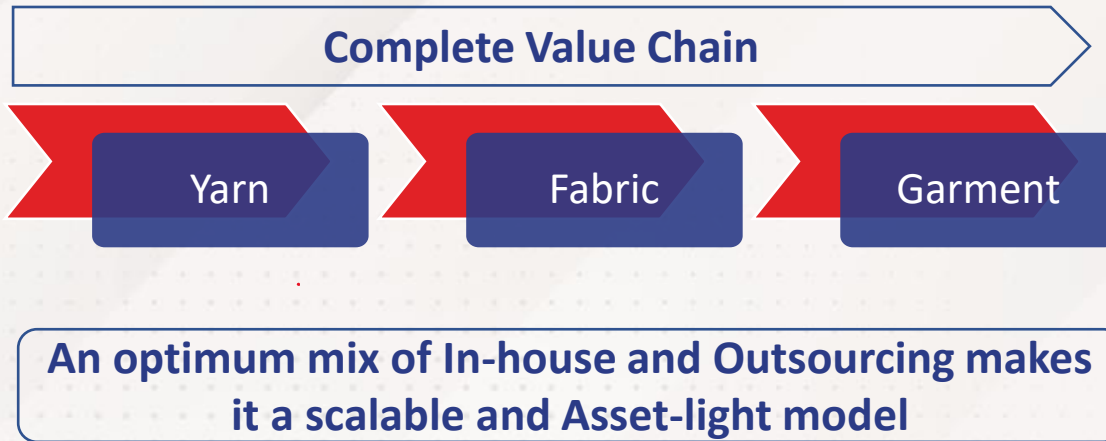 Complete Value Chain
Yarn
Fabric
Garment
An optimum mix of In-house and Outsourcing makes
it a scalable and Asset-light model